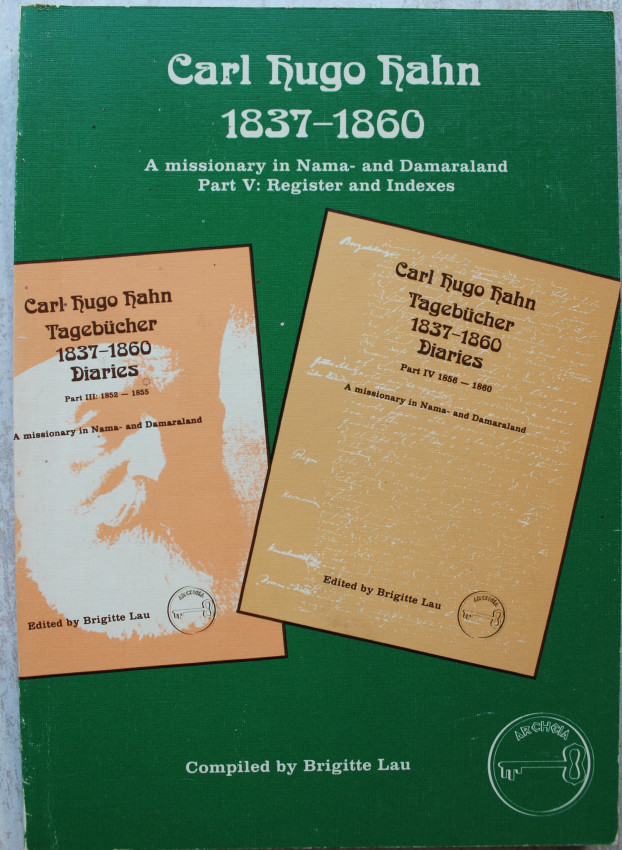 Carl Hugo Hahn
1837–1860
A missionary in Nama- and Damaraland
Part V: Register and Indexes
Carl Hugo Hahn
Tagebücher
1837–1860
Diaries
Part III: 1852 — 1855
A missionary in Nama- and Damaraland
Edited by Brigitte Lau
ARCHEIA
Carl Hugo Hahn
Tagebücher
1837–1860
Diaries
Part IV 1856 — 1860
A missionary in Nama- and Damaraland
Edited by Brigitte Lau
ARCHEIA
Compiled by Brigitte Lau
ARCHEIA